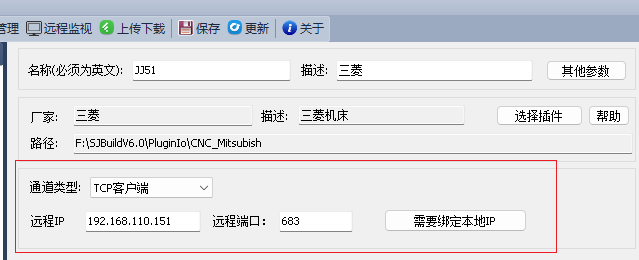 管理 远程监视 上传下载 保存 更新 关于
名称(必须为英文): JJ51 描述: 三菱 其他参数
厂家: 三菱 描述: 三菱机床 选择插件 帮助
路径: F:\SJBuildV6.0\PluginIo\CNC_Mitsubish
通道类型: TCP客户端
远程IP 192.168.110.151 远程端口: 683 需要绑定本地IP